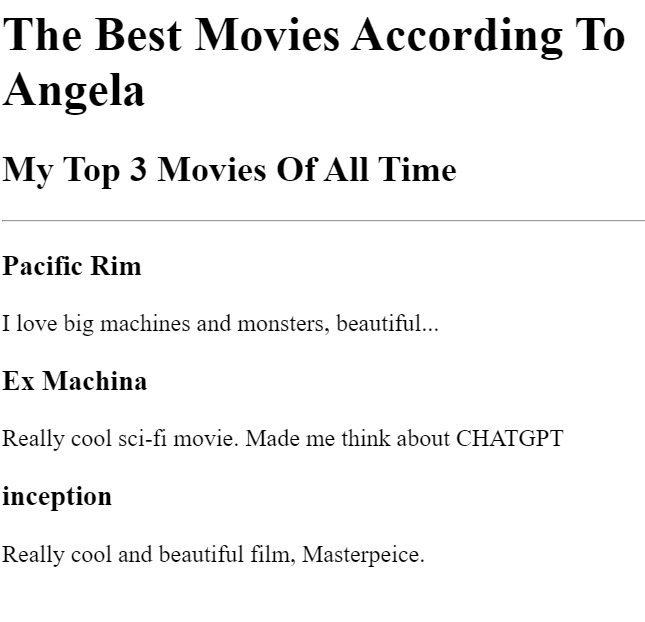 The Best Movies According To
Angela
My Top 3 Movies Of All Time
Pacific Rim
I love big machines and monsters, beautiful...
Ex Machina
Really cool sci-fi movie. Made me think about CHATGPT
inception
Really cool and beautiful film, Masterpeice.